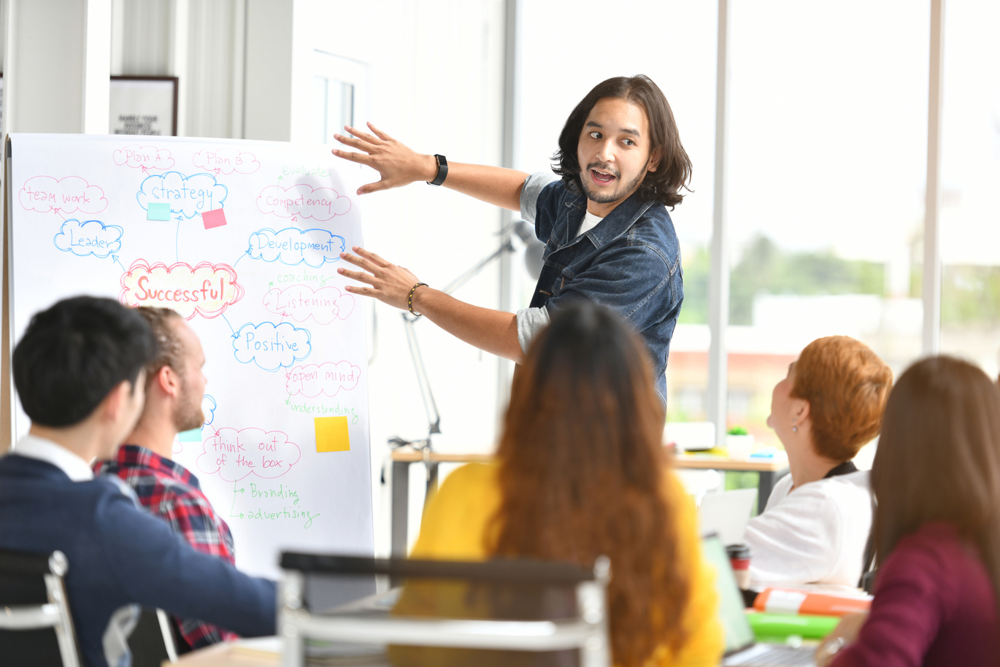 Plan A
Plan B
evaluate
team work
strategy
competency
Leader
Development
coaching
Successful
Listening
Positive
open mind
understanding
think out
of the box
Branding
advertising